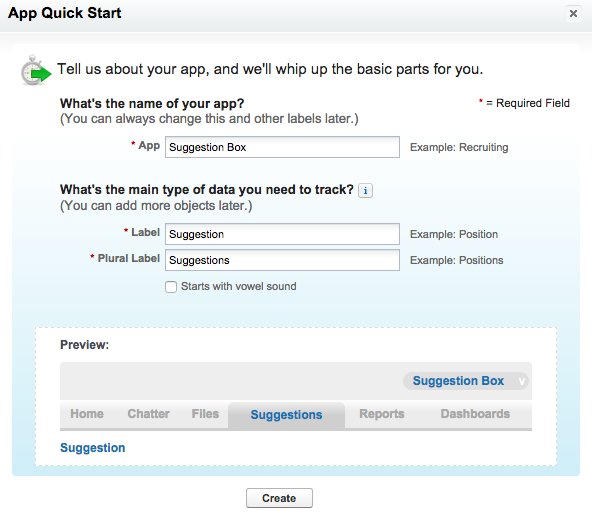 App Quick Start
Tell us about your app, and we'll whip up the basic parts for you.
What's the name of your app?
* = Required Field
(You can always change this and other labels later.)
* App Suggestion Box Example: Recruiting
What's the main type of data you need to track? i
(You can add more objects later.)
* Label Suggestion Example: Position
* Plural Label Suggestions Example: Positions
Starts with vowel sound
Preview:
Suggestion Box
Home Chatter Files Suggestions Reports Dashboards
Suggestion
Create